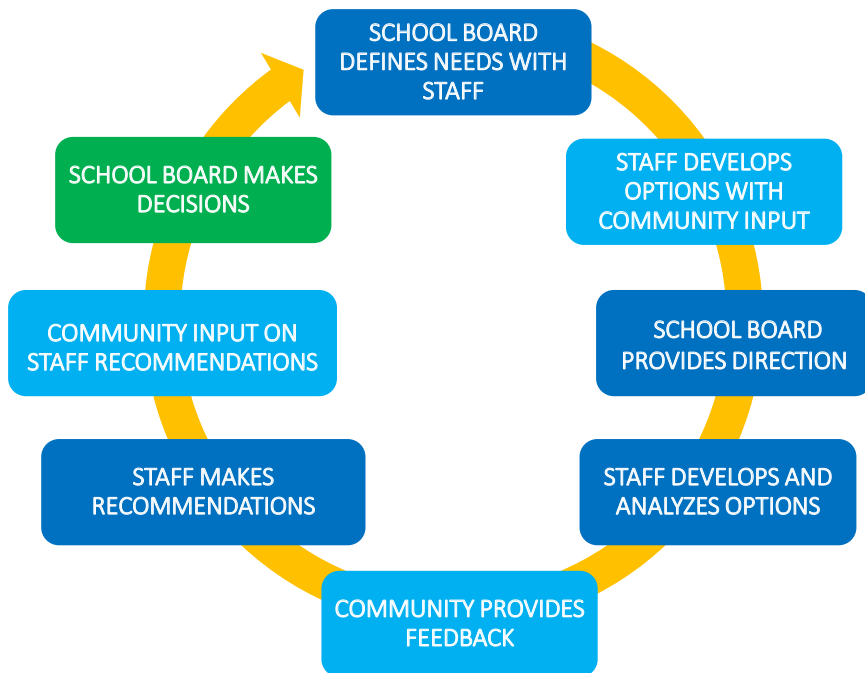 SCHOOL BOARD
DEFINES NEEDS WITH
STAFF
STAFF DEVELOPS
OPTIONS WITH
COMMUNITY INPUT
SCHOOL BOARD
PROVIDES DIRECTION
STAFF DEVELOPS AND
ANALYZES OPTIONS
COMMUNITY PROVIDES
FEEDBACK
STAFF MAKES
RECOMMENDATIONS
COMMUNITY INPUT ON
STAFF RECOMMENDATIONS
SCHOOL BOARD MAKES
DECISIONS